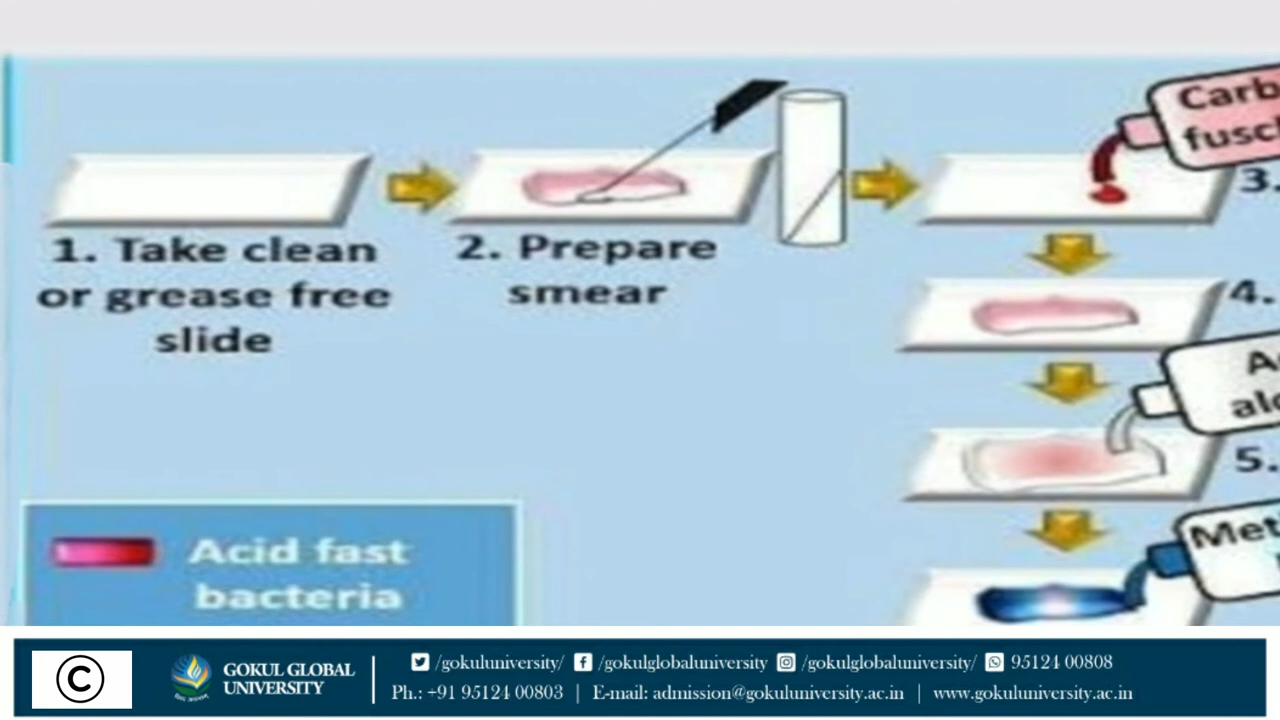 1. Take clean
or grease free
slide
2. Prepare
smear
Carb
fusc
3.
4.
5.
Met
Acid fast
bacteria
©
GOKUL GLOBAL
UNIVERSITY
/gokuluniversity/ /gokulglobaluniversity /gokulglobaluniversity/ 95124 00808
Ph.: +91 95124 00803 | E-mail: admission@gokuluniversity.ac.in | www.gokuluniversity.ac.in